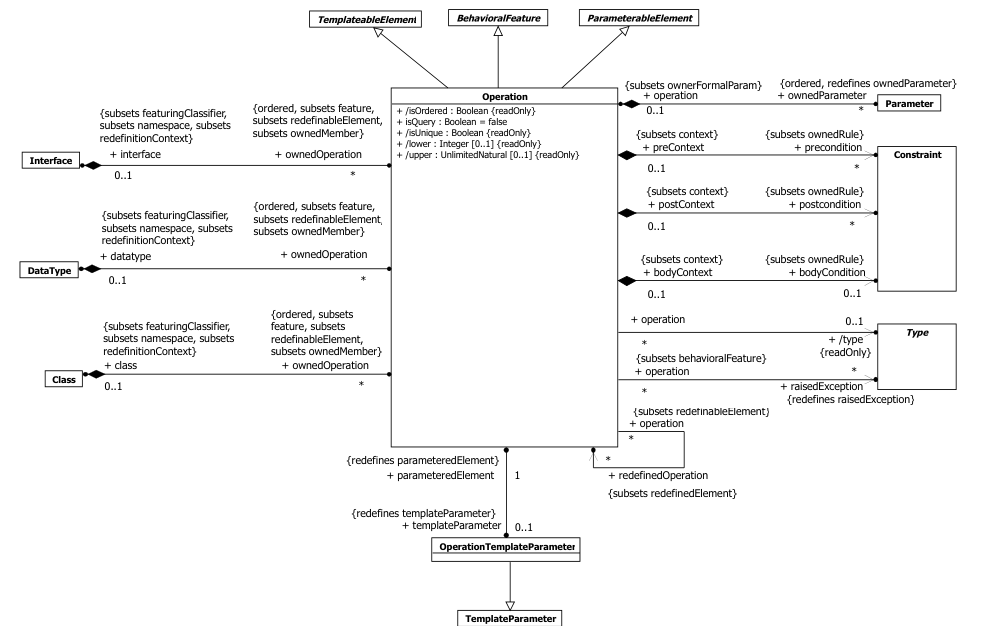 TemplateableElement
BehavioralFeature
ParameterableElement
Operation
+ /isOrdered : Boolean {readOnly}
+ isQuery : Boolean = false
+ /isUnique : Boolean {readOnly}
+ /lower : Integer [0..1] {readOnly}
+ /upper : UnlimitedNatural [0..1] {readOnly}
{subsets featuringClassifier,
subsets namespace, subsets
redefinitionContext}
+ interface
0..1
{ordered, subsets feature,
subsets redefinableElement,
subsets ownedMember}
+ ownedOperation
*
Interface
{subsets featuringClassifier,
subsets namespace, subsets
redefinitionContext}
+ datatype
0..1
{ordered, subsets feature,
subsets redefinableElement,
subsets ownedMember}
+ ownedOperation
*
DataType
{subsets featuringClassifier,
subsets namespace, subsets
redefinitionContext}
+ class
0..1
{ordered, subsets
feature, subsets
redefinableElement,
subsets ownedMember}
+ ownedOperation
*
Class
{subsets ownerFormalParam}
+ operation
0..1
{ordered, redefines ownedParameter}
+ ownedParameter
*
Parameter
{subsets context}
+ preContext
0..1
{subsets ownedRule}
+ precondition
*
Constraint
{subsets context}
+ postContext
0..1
{subsets ownedRule}
+ postcondition
*
{subsets context}
+ bodyContext
0..1
{subsets ownedRule}
+ bodyCondition
0..1
+ operation
*
0..1
+ /type
{readOnly}
Type
{subsets behavioralFeature}
+ operation
*
*
+ raisedException
{redefines raisedException}
{subsets redefinableElement}
+ operation
*
*
+ redefinedOperation
{subsets redefinedElement}
{redefines parameteredElement}
+ parameteredElement
1
{redefines templateParameter}
+ templateParameter
0..1
OperationTemplateParameter
TemplateParameter